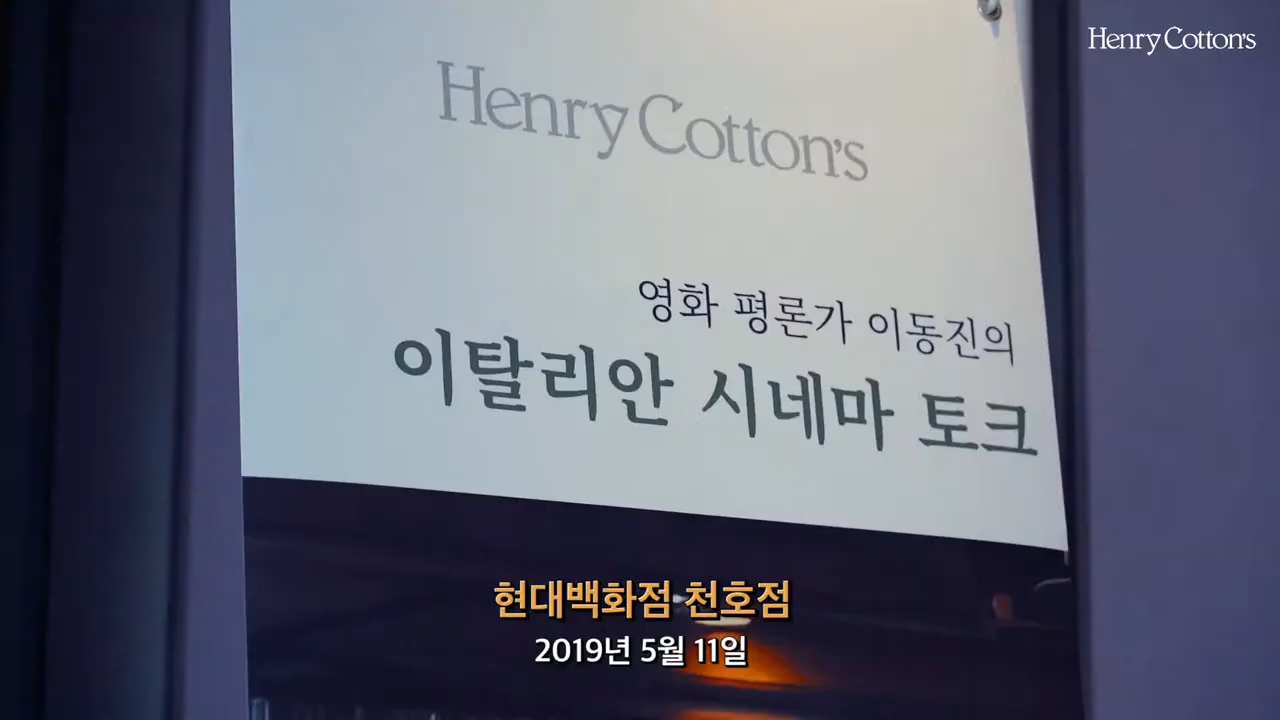 Henry Cotton's
Henry Cotton's
영화 평론가 이동진의
이탈리안 시네마 토크
현대백화점 천호점
2019년 5월 11일